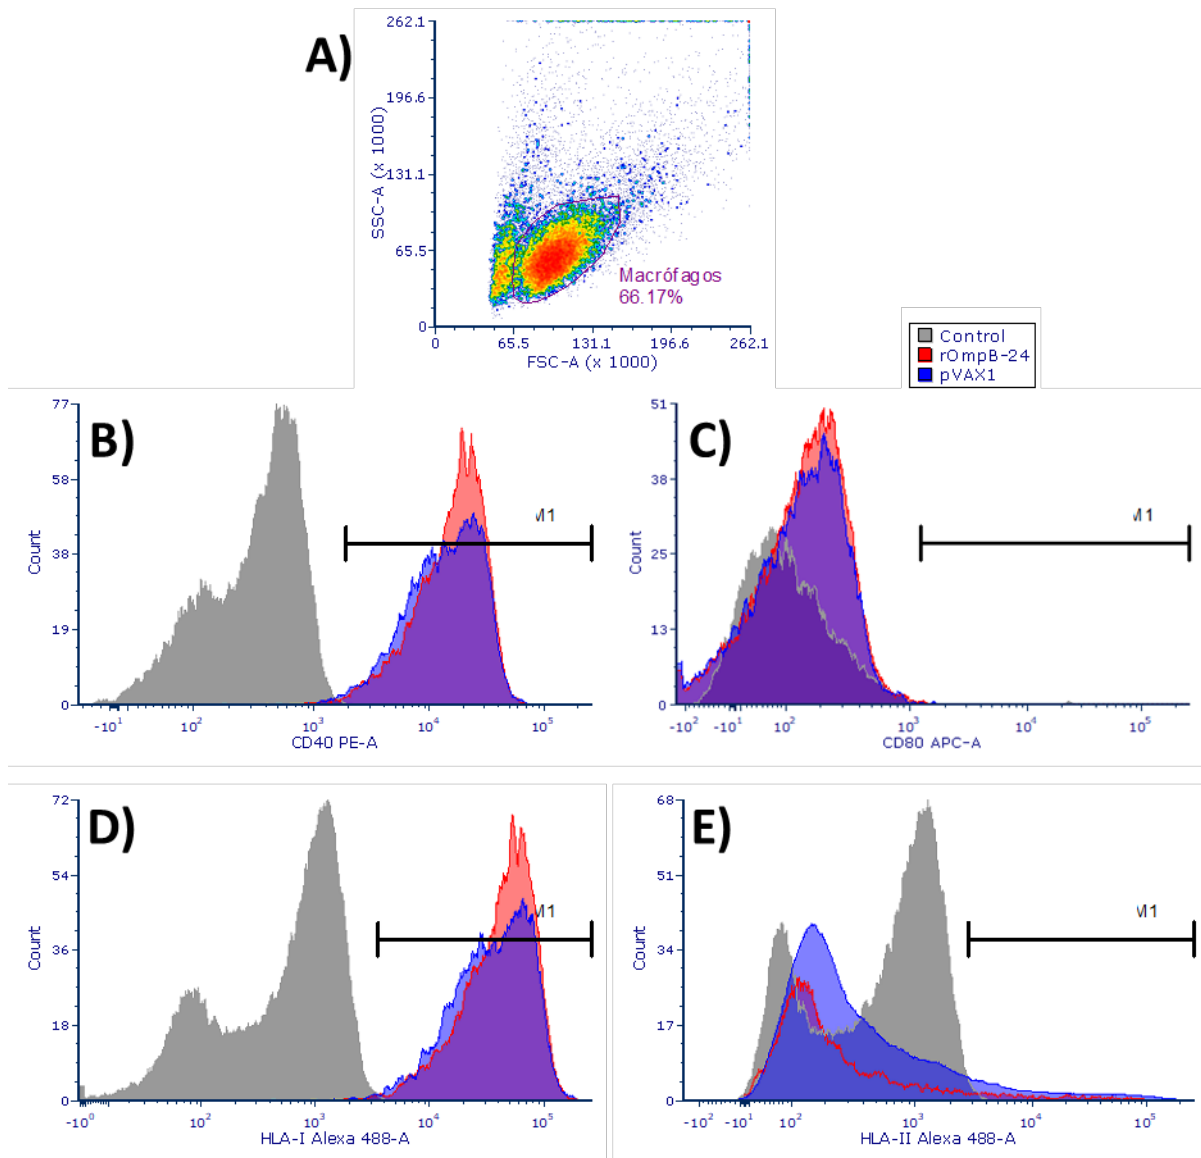 A)
262.1
196.6
131.1
65.5
0
SSC-A (x 1000)
Macrófagos
66.17%
0 65.5 131.1 196.6 262.1
FSC-A (x 1000)
Control
rOmpB-24
pVAX1
B)
77
58
38
19
0
Count
M1
-10¹ 10² 10³ 10⁴ 10⁵
CD40 PE-A
C)
51
38
25
13
0
Count
M1
-10² -10¹ 10² 10³ 10⁴ 10⁵
CD80 APC-A
D)
72
54
36
18
0
Count
M1
-10⁰ 10² 10³ 10⁴ 10⁵
HLA-I Alexa 488-A
E)
68
51
34
17
0
Count
M1
-10² -10¹ 10² 10³ 10⁴ 10⁵
HLA-II Alexa 488-A